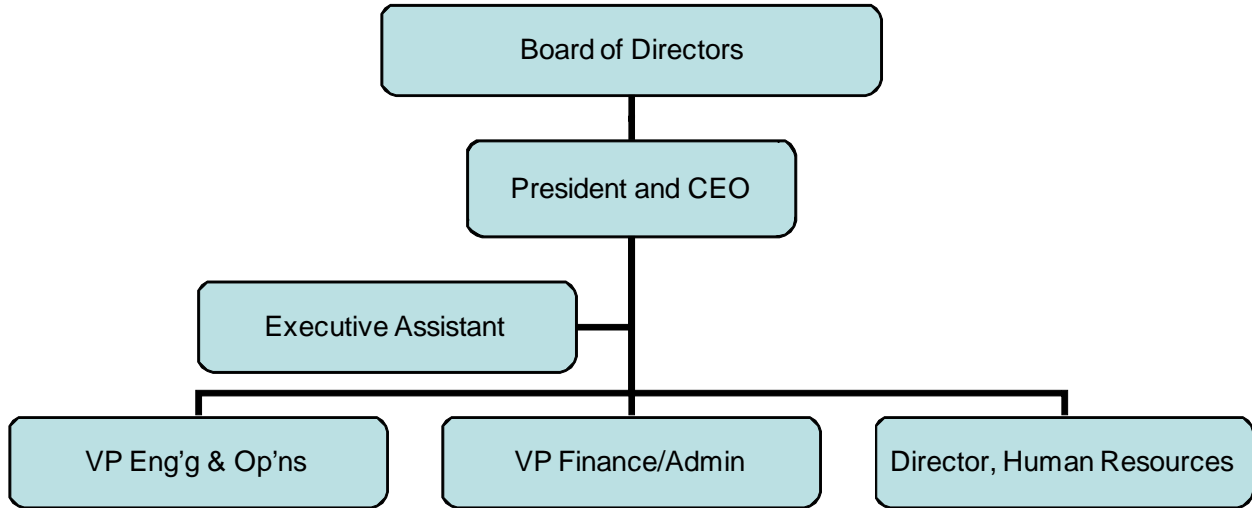 Board of Directors
President and CEO
Executive Assistant
VP Eng’g & Op’ns
VP Finance/Admin
Director, Human Resources